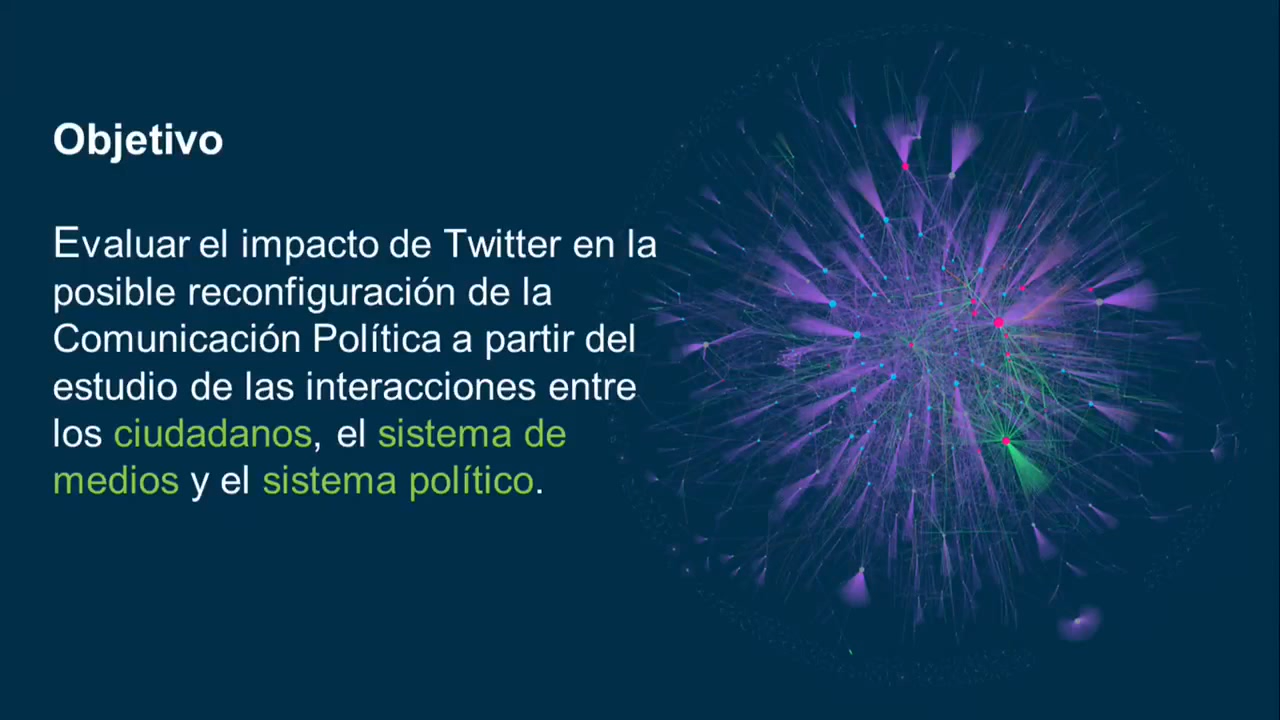 Objetivo
Evaluar el impacto de Twitter en la
posible reconfiguración de la
Comunicación Política a partir del
estudio de las interacciones entre
los ciudadanos, el sistema de
medios y el sistema político.